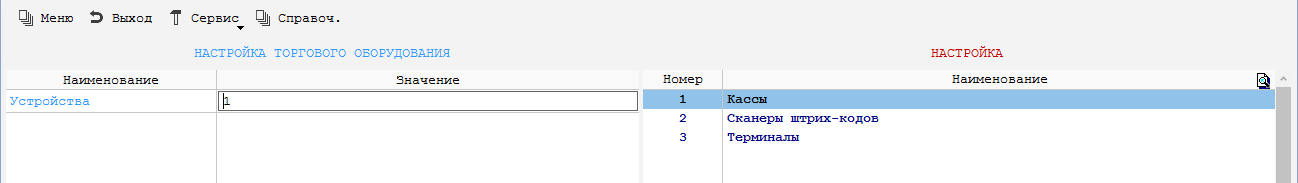 Меню Выход Сервис Справоч.
НАСТРОЙКА ТОРГОВОГО ОБОРУДОВАНИЯ НАСТРОЙКА
Наименование Значение Номер Наименование
Устройства 1 1 Кассы
2 Сканеры штрих-кодов
3 Терминалы